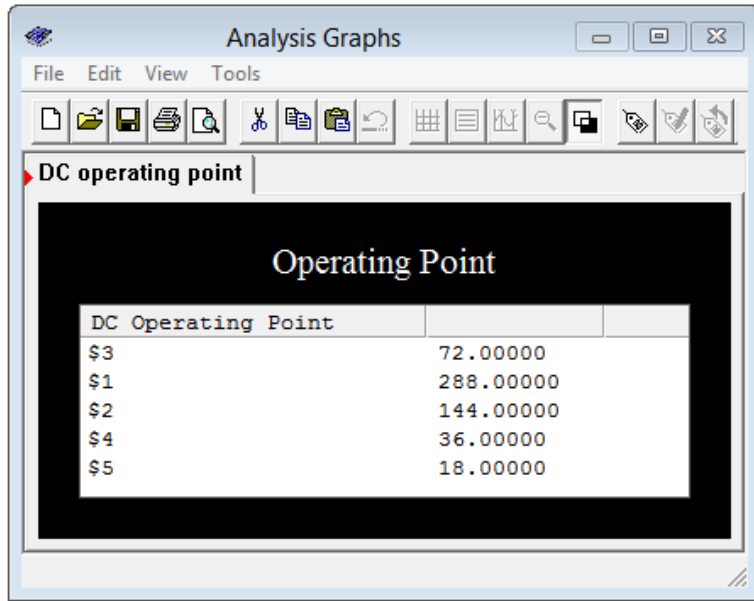 Analysis Graphs
File Edit View Tools
DC operating point
Operating Point
DC Operating Point
$3 72.00000
$1 288.00000
$2 144.00000
$4 36.00000
$5 18.00000